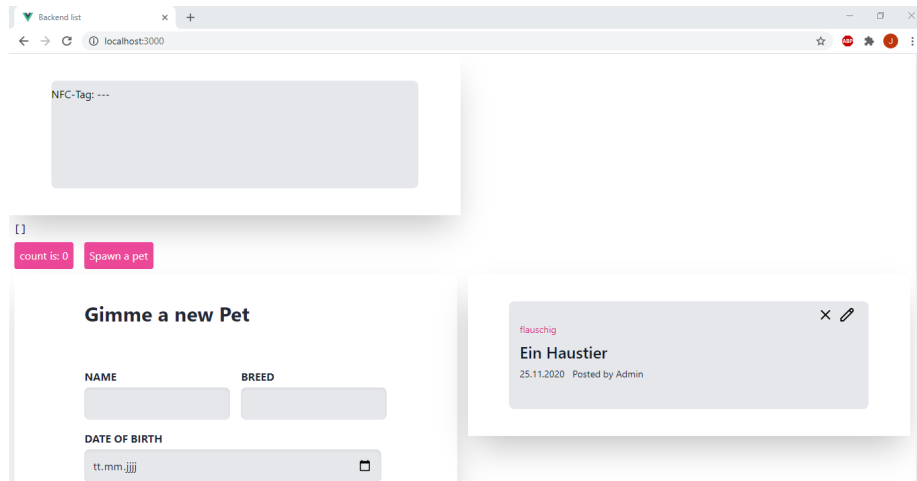 Backend list
localhost:3000
ABP
J
NFC-Tag: ---
[ ]
count is: 0
Spawn a pet
Gimme a new Pet
NAME
BREED
DATE OF BIRTH
tt.mm.jjjj
flauschig
Ein Haustier
25.11.2020 Posted by Admin